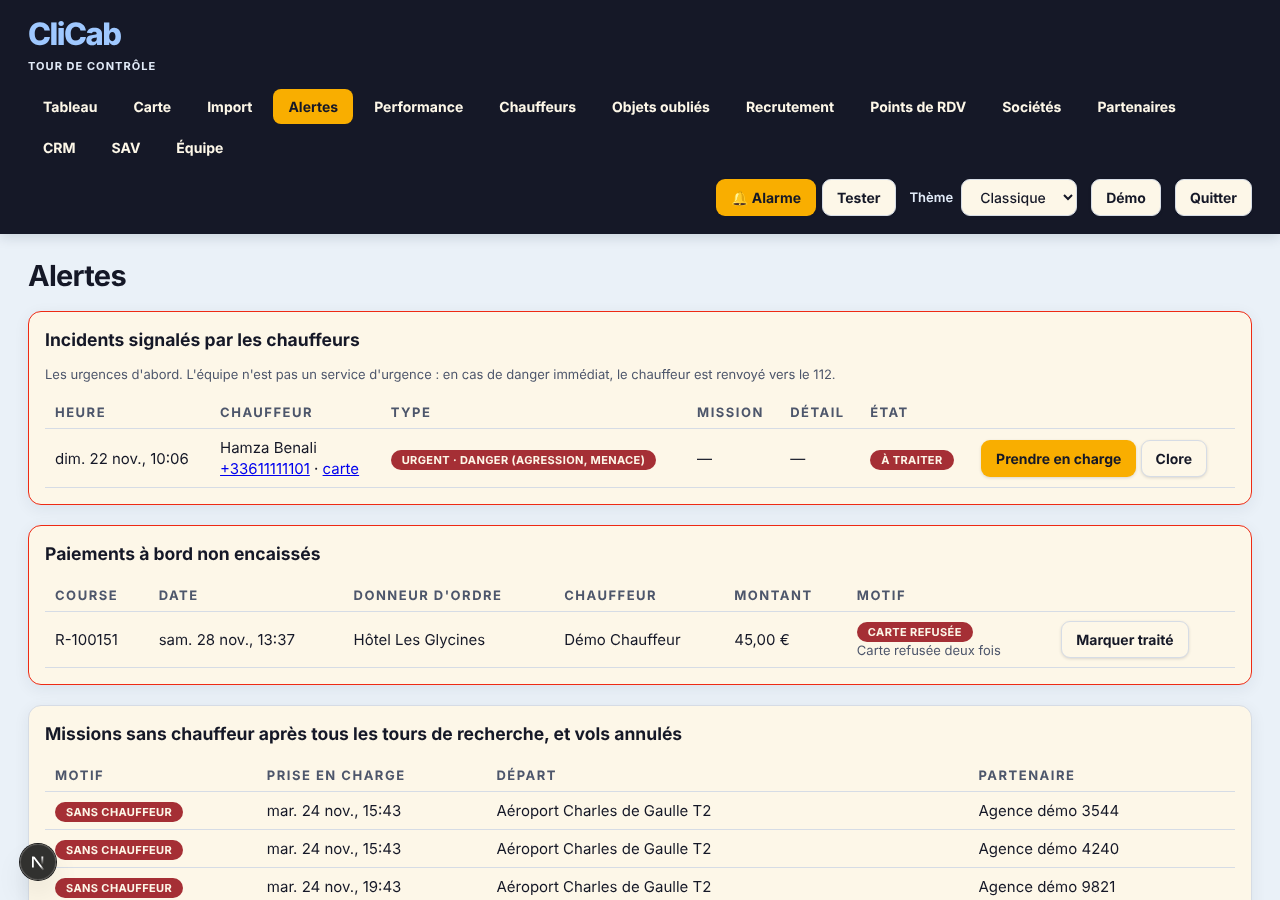 CliCab
TOUR DE CONTRÔLE
Tableau Carte Import Alertes Performance Chauffeurs Objets oubliés Recrutement Points de RDV Sociétés Partenaires
CRM SAV Équipe
🔔 Alarme Tester Thème Classique Démo Quitter
Alertes
Incidents signalés par les chauffeurs
Les urgences d'abord. L'équipe n'est pas un service d'urgence : en cas de danger immédiat, le chauffeur est renvoyé vers le 112.
HEURE CHAUFFEUR TYPE MISSION DÉTAIL ÉTAT
dim. 22 nov., 10:06 Hamza Benali URGENT · DANGER (AGRESSION, MENACE) — — À TRAITER Prendre en charge Clore
+33611111101 · carte
Paiements à bord non encaissés
COURSE DATE DONNEUR D'ORDRE CHAUFFEUR MONTANT MOTIF
R-100151 sam. 28 nov., 13:37 Hôtel Les Glycines Démo Chauffeur 45,00 € CARTE REFUSÉE Marquer traité
Carte refusée deux fois
Missions sans chauffeur après tous les tours de recherche, et vols annulés
MOTIF PRISE EN CHARGE DÉPART PARTENAIRE
SANS CHAUFFEUR mar. 24 nov., 15:43 Aéroport Charles de Gaulle T2 Agence démo 3544
SANS CHAUFFEUR mar. 24 nov., 15:43 Aéroport Charles de Gaulle T2 Agence démo 4240
N
SANS CHAUFFEUR mar. 24 nov., 19:43 Aéroport Charles de Gaulle T2 Agence démo 9821